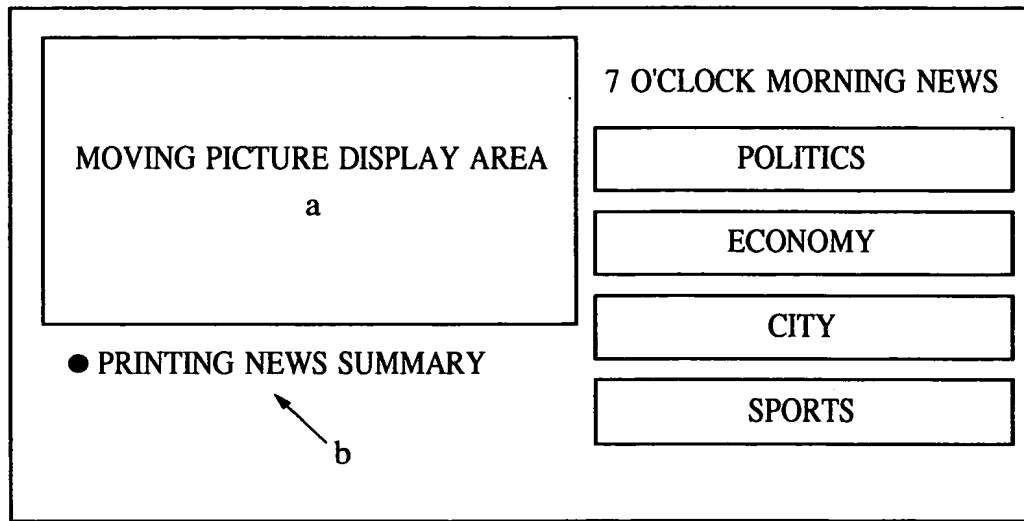 MOVING PICTURE DISPLAY AREA
a
● PRINTING NEWS SUMMARY
b
7 O'CLOCK MORNING NEWS
POLITICS
ECONOMY
CITY
SPORTS